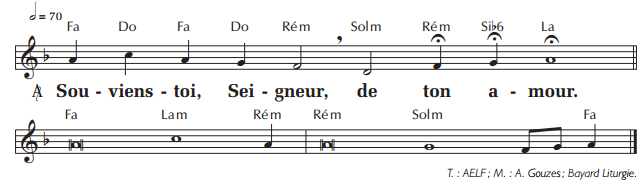 𝅗𝅥 = 70
Fa Do Fa Do Rém Solm Rém Si♭6 La
℟ Sou - viens - toi, Sei - gneur, de ton a - mour.
Fa Lam Rém Rém Solm Fa
T. : AELF ; M. : A. Gouzes ; Bayard Liturgie.